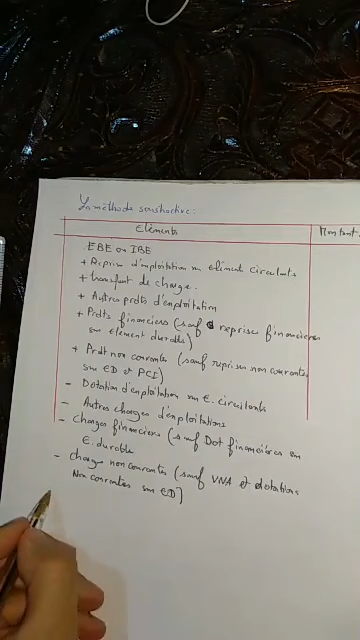 La méthode soustractive:
Eléments Montant
EBE ou IBE
+ Reprise d'exploitation sur élément circulants
+ transfert de charge.
+ Autres prdts d'exploitation
+ Prdts financiers (sauf reprises financières
sur élément durable)
+ Prdt non courants (sauf reprises non courantes
sur ED et PCI)
- Dotation d'exploitation sur E. circulants
- Autres charges d'exploitations
- Charges financières (sauf Dot financières sur
E. durable
- charges non courantes (sauf VNA et dotations
Non courantes sur ED)